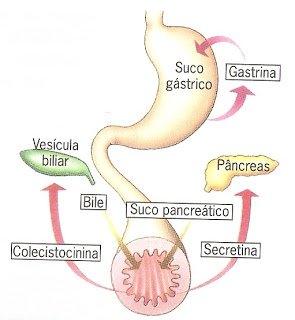 Suco
gástrico
Gastrina
Vesícula
biliar
Pâncreas
Bile
Suco pancreático
Colecistocinina
Secretina